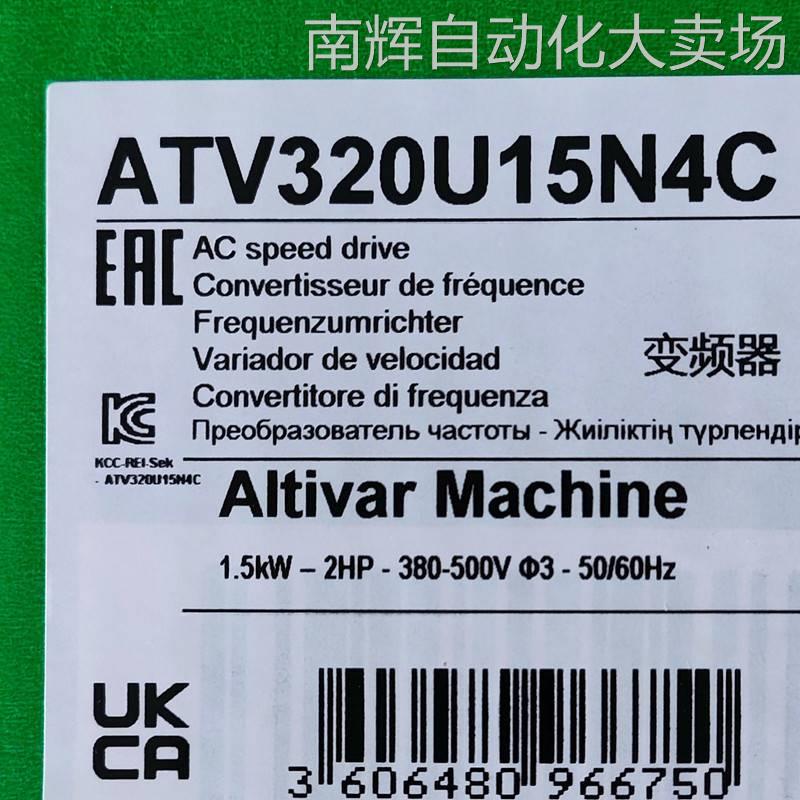 南辉自动化大卖场
ATV320U15N4C
EAC
AC speed drive
Convertisseur de fréquence
Frequenzumrichter
Variador de velocidad
变频器
Convertitore di frequenza
Преобразователь частоты - Жиіліктің түрлендір
KC
KCC-REI-Sek
- ATV320U15N4C
Altivar Machine
1.5kW – 2HP - 380-500V Φ3 - 50/60Hz
UK
CA
3 606480 966750